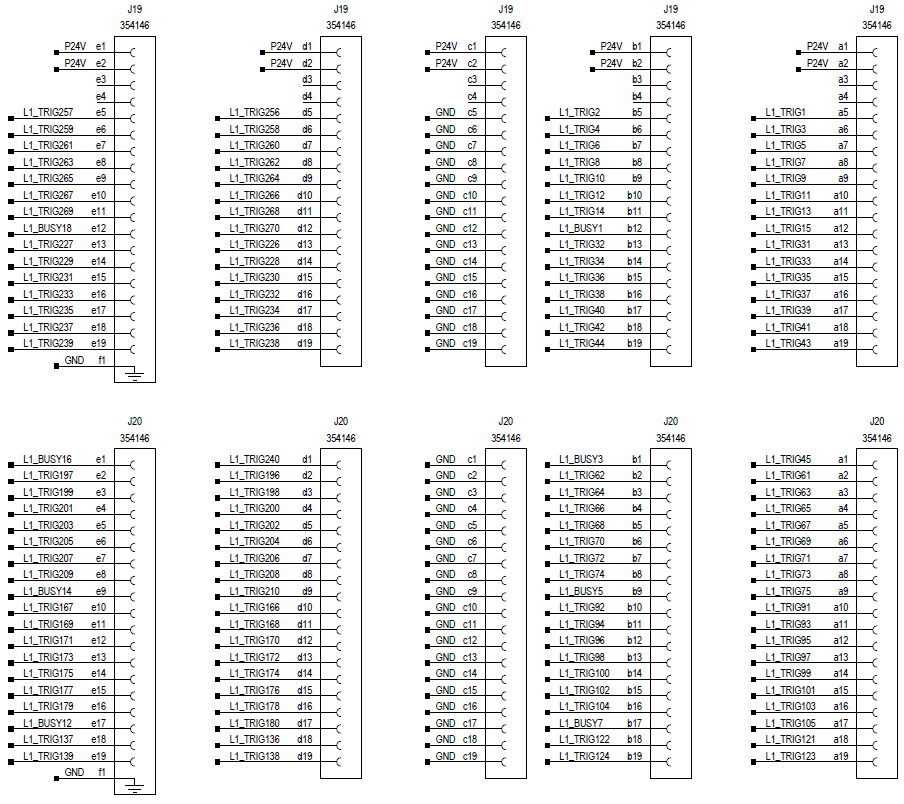 J19 J19 J19 J19 J19
354146 354146 354146 354146 354146
P24V e1 P24V d1 P24V c1 P24V b1 P24V a1
P24V e2 P24V d2 P24V c2 P24V b2 P24V a2
e3 d3 c3 b3 a3
e4 d4 c4 b4 a4
L1_TRIG257 e5 L1_TRIG256 d5 GND c5 L1_TRIG2 b5 L1_TRIG1 a5
L1_TRIG259 e6 L1_TRIG258 d6 GND c6 L1_TRIG4 b6 L1_TRIG3 a6
L1_TRIG261 e7 L1_TRIG260 d7 GND c7 L1_TRIG6 b7 L1_TRIG5 a7
L1_TRIG263 e8 L1_TRIG262 d8 GND c8 L1_TRIG8 b8 L1_TRIG7 a8
L1_TRIG265 e9 L1_TRIG264 d9 GND c9 L1_TRIG10 b9 L1_TRIG9 a9
L1_TRIG267 e10 L1_TRIG266 d10 GND c10 L1_TRIG12 b10 L1_TRIG11 a10
L1_TRIG269 e11 L1_TRIG268 d11 GND c11 L1_TRIG14 b11 L1_TRIG13 a11
L1_BUSY18 e12 L1_TRIG270 d12 GND c12 L1_BUSY1 b12 L1_TRIG15 a12
L1_TRIG227 e13 L1_TRIG226 d13 GND c13 L1_TRIG32 b13 L1_TRIG31 a13
L1_TRIG229 e14 L1_TRIG228 d14 GND c14 L1_TRIG34 b14 L1_TRIG33 a14
L1_TRIG231 e15 L1_TRIG230 d15 GND c15 L1_TRIG36 b15 L1_TRIG35 a15
L1_TRIG233 e16 L1_TRIG232 d16 GND c16 L1_TRIG38 b16 L1_TRIG37 a16
L1_TRIG235 e17 L1_TRIG234 d17 GND c17 L1_TRIG40 b17 L1_TRIG39 a17
L1_TRIG237 e18 L1_TRIG236 d18 GND c18 L1_TRIG42 b18 L1_TRIG41 a18
L1_TRIG239 e19 L1_TRIG238 d19 GND c19 L1_TRIG44 b19 L1_TRIG43 a19
GND f1
J20 J20 J20 J20 J20
354146 354146 354146 354146 354146
L1_BUSY16 e1 L1_TRIG240 d1 GND c1 L1_BUSY3 b1 L1_TRIG45 a1
L1_TRIG197 e2 L1_TRIG196 d2 GND c2 L1_TRIG62 b2 L1_TRIG61 a2
L1_TRIG199 e3 L1_TRIG198 d3 GND c3 L1_TRIG64 b3 L1_TRIG63 a3
L1_TRIG201 e4 L1_TRIG200 d4 GND c4 L1_TRIG66 b4 L1_TRIG65 a4
L1_TRIG203 e5 L1_TRIG202 d5 GND c5 L1_TRIG68 b5 L1_TRIG67 a5
L1_TRIG205 e6 L1_TRIG204 d6 GND c6 L1_TRIG70 b6 L1_TRIG69 a6
L1_TRIG207 e7 L1_TRIG206 d7 GND c7 L1_TRIG72 b7 L1_TRIG71 a7
L1_TRIG209 e8 L1_TRIG208 d8 GND c8 L1_TRIG74 b8 L1_TRIG73 a8
L1_BUSY14 e9 L1_TRIG210 d9 GND c9 L1_BUSY5 b9 L1_TRIG75 a9
L1_TRIG167 e10 L1_TRIG166 d10 GND c10 L1_TRIG92 b10 L1_TRIG91 a10
L1_TRIG169 e11 L1_TRIG168 d11 GND c11 L1_TRIG94 b11 L1_TRIG93 a11
L1_TRIG171 e12 L1_TRIG170 d12 GND c12 L1_TRIG96 b12 L1_TRIG95 a12
L1_TRIG173 e13 L1_TRIG172 d13 GND c13 L1_TRIG98 b13 L1_TRIG97 a13
L1_TRIG175 e14 L1_TRIG174 d14 GND c14 L1_TRIG100 b14 L1_TRIG99 a14
L1_TRIG177 e15 L1_TRIG176 d15 GND c15 L1_TRIG102 b15 L1_TRIG101 a15
L1_TRIG179 e16 L1_TRIG178 d16 GND c16 L1_TRIG104 b16 L1_TRIG103 a16
L1_BUSY12 e17 L1_TRIG180 d17 GND c17 L1_BUSY7 b17 L1_TRIG105 a17
L1_TRIG137 e18 L1_TRIG136 d18 GND c18 L1_TRIG122 b18 L1_TRIG121 a18
L1_TRIG139 e19 L1_TRIG138 d19 GND c19 L1_TRIG124 b19 L1_TRIG123 a19
GND f1